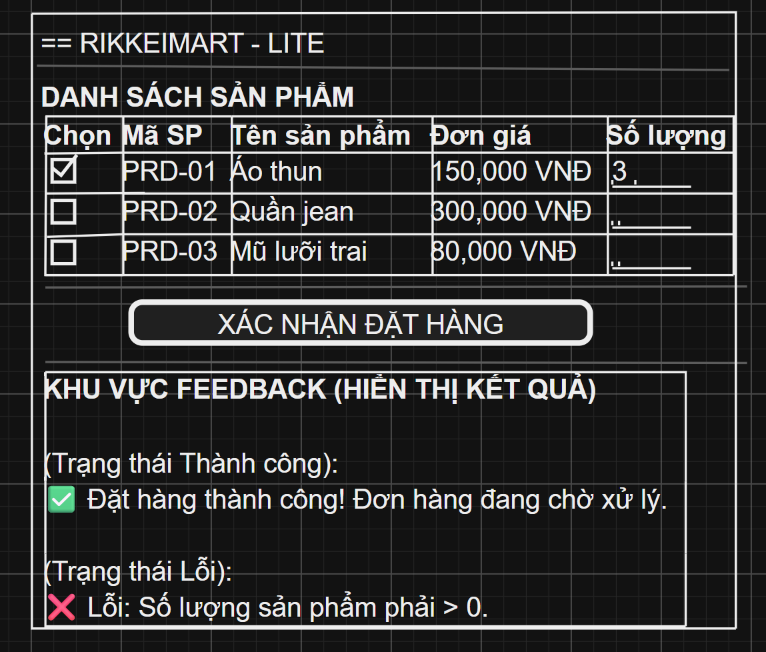 == RIKKEIMART - LITE
DANH SÁCH SẢN PHẨM
Chọn Mã SP Tên sản phẩm Đơn giá Số lượng
PRD-01 Áo thun 150,000 VNĐ 3
PRD-02 Quần jean 300,000 VNĐ
PRD-03 Mũ lưỡi trai 80,000 VNĐ
XÁC NHẬN ĐẶT HÀNG
KHU VỰC FEEDBACK (HIỂN THỊ KẾT QUẢ)
(Trạng thái Thành công):
✅ Đặt hàng thành công! Đơn hàng đang chờ xử lý.
(Trạng thái Lỗi):
❌ Lỗi: Số lượng sản phẩm phải > 0.